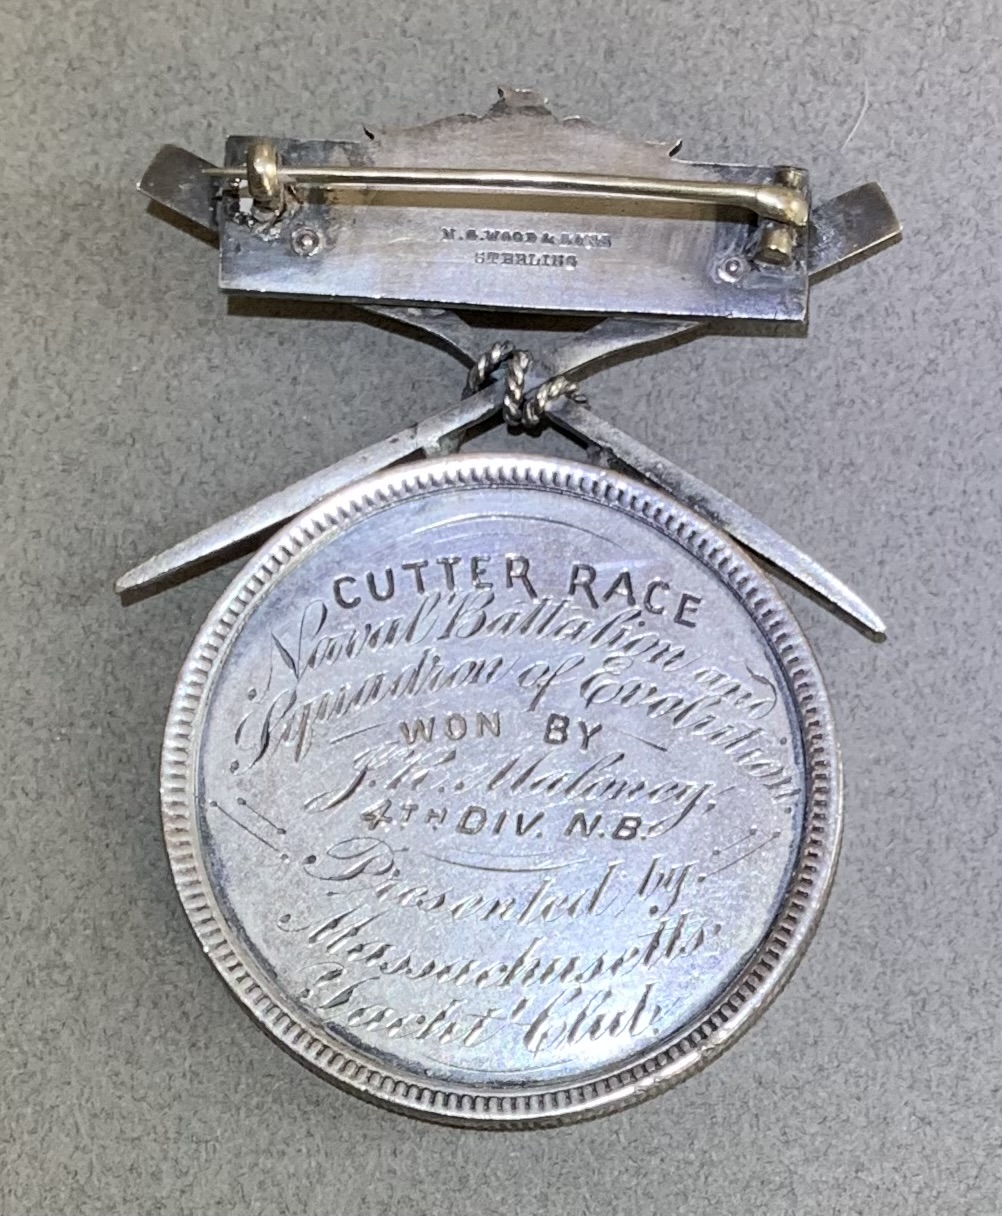 N.G. WOOD & SONS
STERLING
CUTTER RACE
Naval Battalion and
Squadron of Evolution.
WON BY
J. R. Maloney.
4TH DIV. N.B.
Presented by
Massachusetts
Yacht Club.